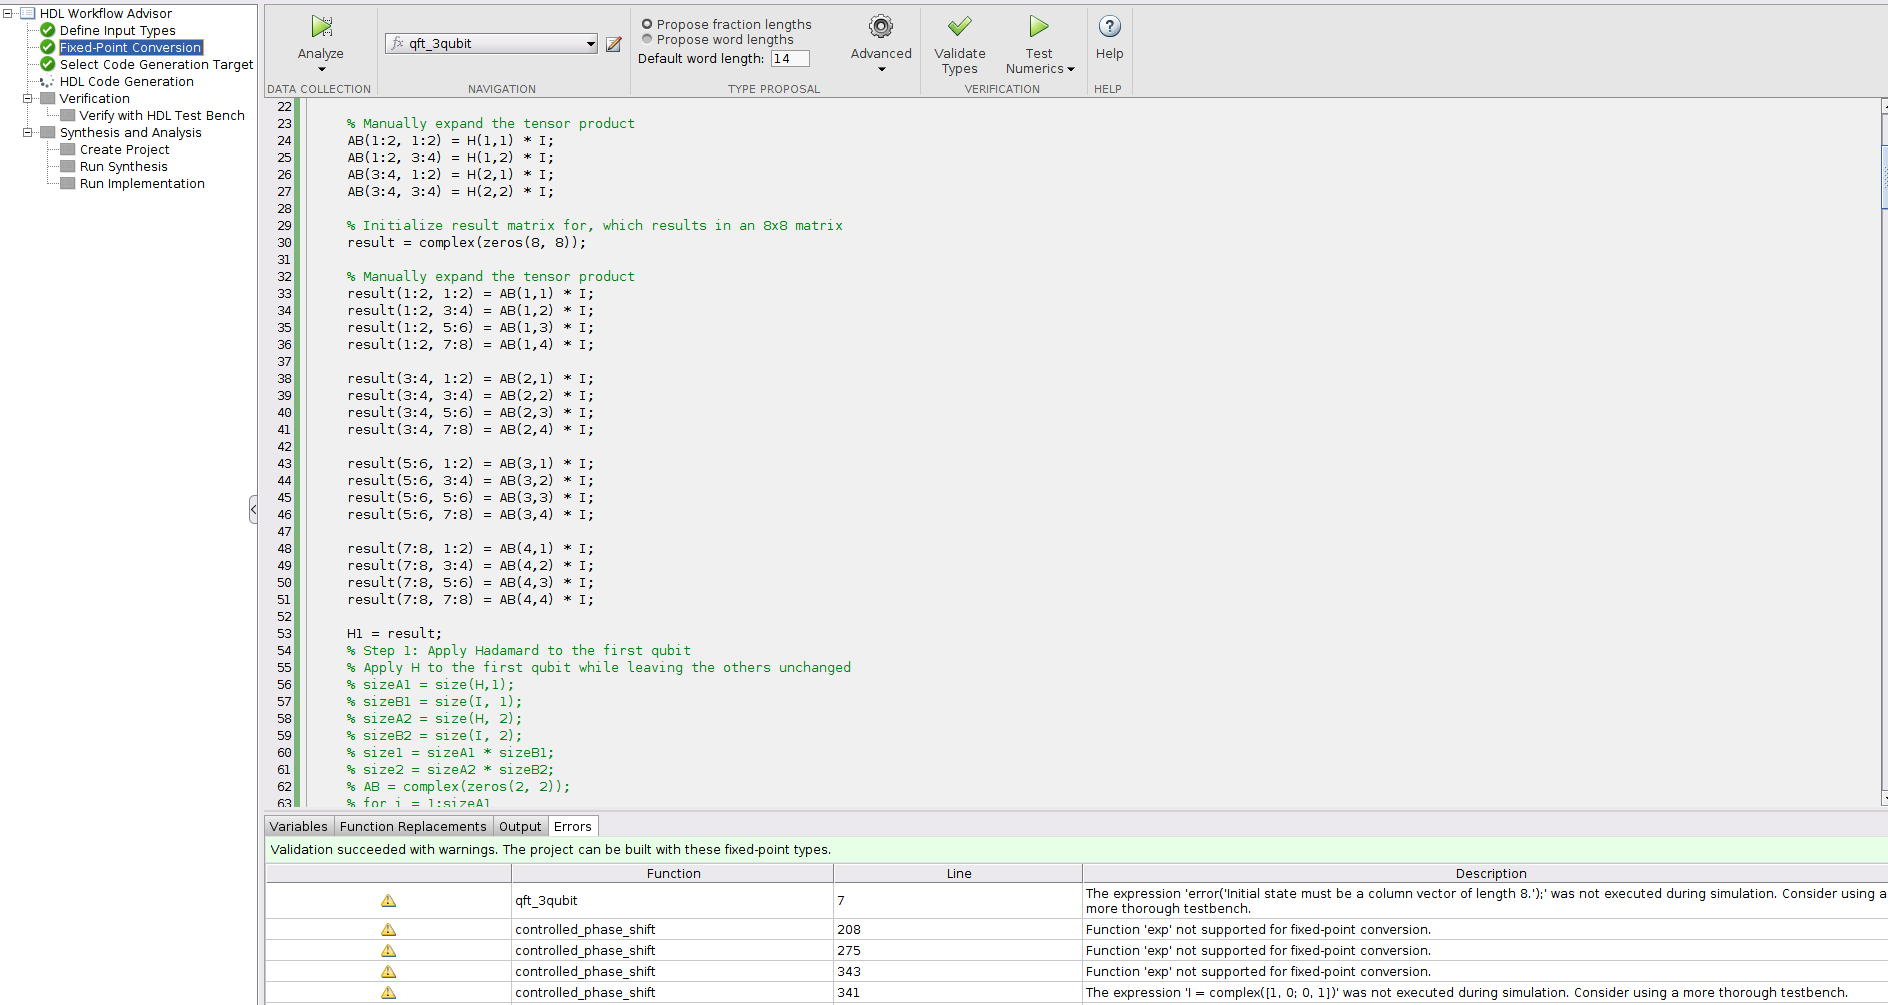 HDL Workflow Advisor
Define Input Types
Fixed-Point Conversion
Select Code Generation Target
HDL Code Generation
Verification
Verify with HDL Test Bench
Synthesis and Analysis
Create Project
Run Synthesis
Run Implementation
Analyze
DATA COLLECTION
fx qft_3qubit
NAVIGATION
Propose fraction lengths
Propose word lengths
Default word length: 14
TYPE PROPOSAL
Advanced
Validate Types
Test Numerics
VERIFICATION
Help
HELP
22
23 % Manually expand the tensor product
24 AB(1:2, 1:2) = H(1,1) * I;
25 AB(1:2, 3:4) = H(1,2) * I;
26 AB(3:4, 1:2) = H(2,1) * I;
27 AB(3:4, 3:4) = H(2,2) * I;
28
29 % Initialize result matrix for, which results in an 8x8 matrix
30 result = complex(zeros(8, 8));
31
32 % Manually expand the tensor product
33 result(1:2, 1:2) = AB(1,1) * I;
34 result(1:2, 3:4) = AB(1,2) * I;
35 result(1:2, 5:6) = AB(1,3) * I;
36 result(1:2, 7:8) = AB(1,4) * I;
37
38 result(3:4, 1:2) = AB(2,1) * I;
39 result(3:4, 3:4) = AB(2,2) * I;
40 result(3:4, 5:6) = AB(2,3) * I;
41 result(3:4, 7:8) = AB(2,4) * I;
42
43 result(5:6, 1:2) = AB(3,1) * I;
44 result(5:6, 3:4) = AB(3,2) * I;
45 result(5:6, 5:6) = AB(3,3) * I;
46 result(5:6, 7:8) = AB(3,4) * I;
47
48 result(7:8, 1:2) = AB(4,1) * I;
49 result(7:8, 3:4) = AB(4,2) * I;
50 result(7:8, 5:6) = AB(4,3) * I;
51 result(7:8, 7:8) = AB(4,4) * I;
52
53 H1 = result;
54 % Step 1: Apply Hadamard to the first qubit
55 % Apply H to the first qubit while leaving the others unchanged
56 % sizeA1 = size(H,1);
57 % sizeB1 = size(I, 1);
58 % sizeA2 = size(H, 2);
59 % sizeB2 = size(I, 2);
60 % size1 = sizeA1 * sizeB1;
61 % size2 = sizeA2 * sizeB2;
62 % AB = complex(zeros(2, 2));
63 % for i = 1:sizeA1
Variables Function Replacements Output Errors
Validation succeeded with warnings. The project can be built with these fixed-point types.
Function Line Description
qft_3qubit 7 The expression 'error('Initial state must be a column vector of length 8.');' was not executed during simulation. Consider using a
more thorough testbench.
controlled_phase_shift 208 Function 'exp' not supported for fixed-point conversion.
controlled_phase_shift 275 Function 'exp' not supported for fixed-point conversion.
controlled_phase_shift 343 Function 'exp' not supported for fixed-point conversion.
controlled_phase_shift 341 The expression 'I = complex([1, 0; 0, 1])' was not executed during simulation. Consider using a more thorough testbench.